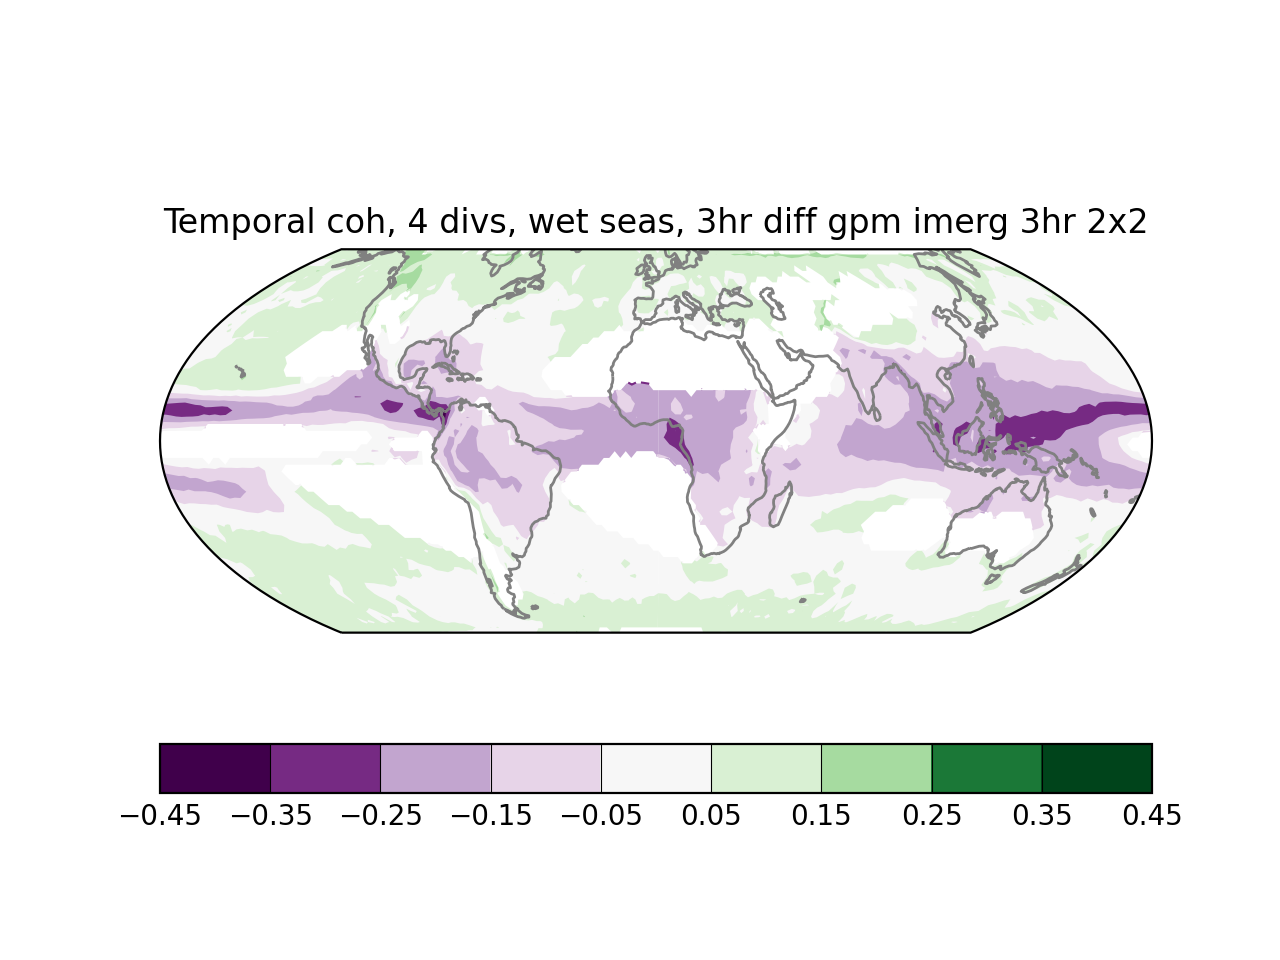 Temporal coh, 4 divs, wet seas, 3hr diff gpm imerg 3hr 2x2
−0.45 −0.35 −0.25 −0.15 −0.05 0.05 0.15 0.25 0.35 0.45